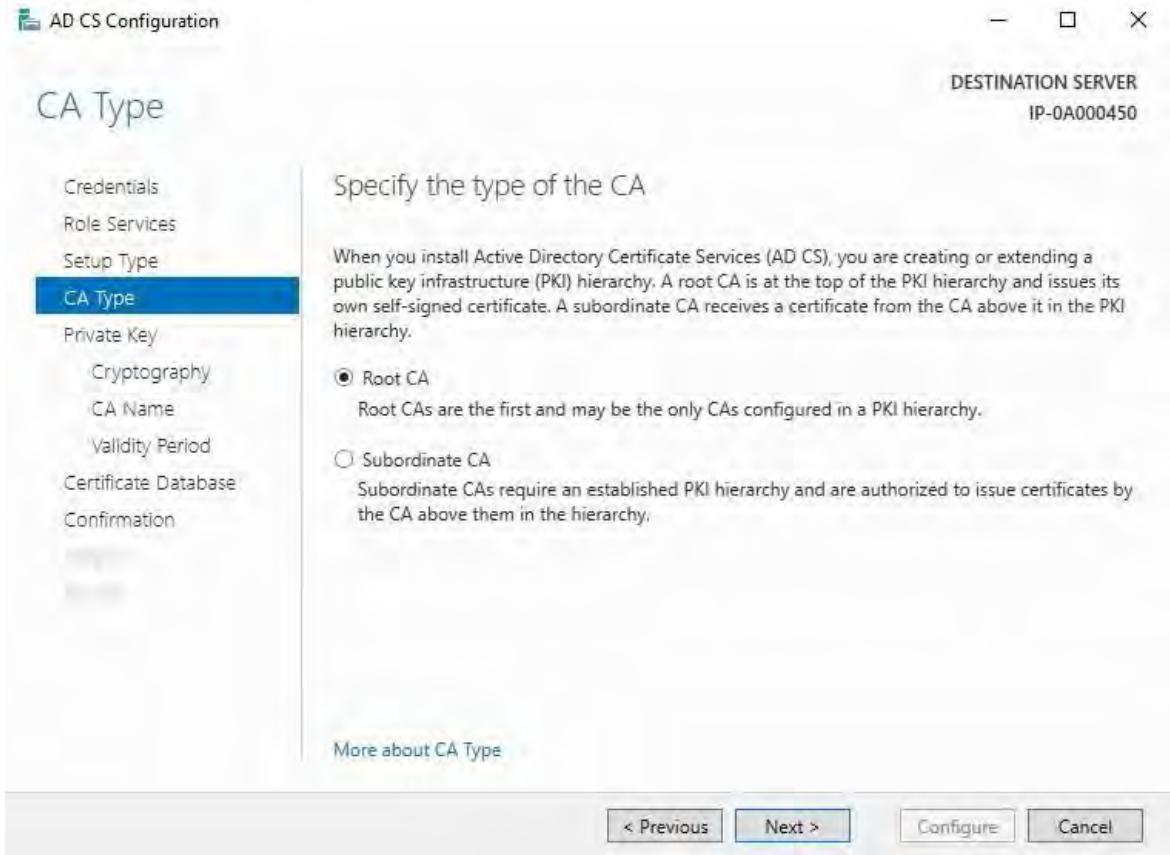 AD CS Configuration
CA Type
DESTINATION SERVER
IP-0A000450
Credentials
Role Services
Setup Type
CA Type
Private Key
Cryptography
CA Name
Validity Period
Certificate Database
Confirmation
Specify the type of the CA
When you install Active Directory Certificate Services (AD CS), you are creating or extending a
public key infrastructure (PKI) hierarchy. A root CA is at the top of the PKI hierarchy and issues its
own self-signed certificate. A subordinate CA receives a certificate from the CA above it in the PKI
hierarchy.
Root CA
Root CAs are the first and may be the only CAs configured in a PKI hierarchy.
Subordinate CA
Subordinate CAs require an established PKI hierarchy and are authorized to issue certificates by
the CA above them in the hierarchy.
More about CA Type
< Previous
Next >
Configure
Cancel